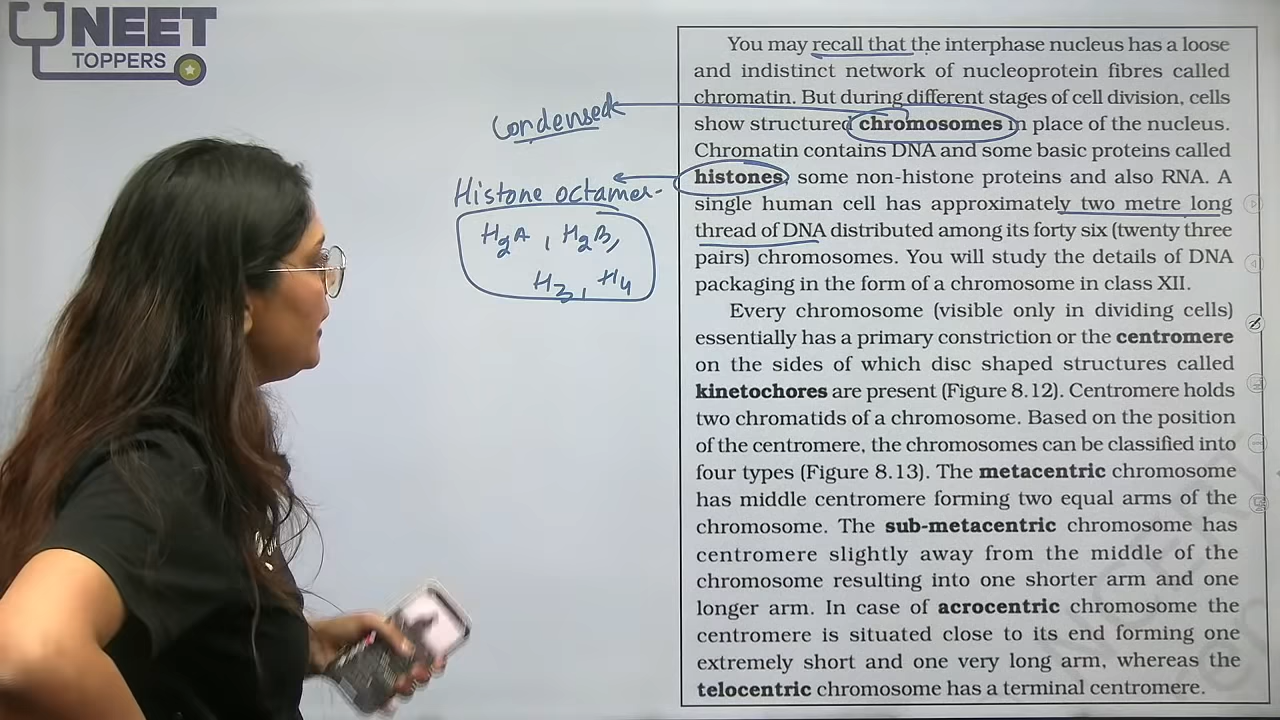 NEET
TOPPERS
Condensed
Histone octamer
H2A, H2B,
H3, H4
You may recall that the interphase nucleus has a loose
and indistinct network of nucleoprotein fibres called
chromatin. But during different stages of cell division, cells
show structured chromosomes in place of the nucleus.
Chromatin contains DNA and some basic proteins called
histones, some non-histone proteins and also RNA. A
single human cell has approximately two metre long
thread of DNA distributed among its forty six (twenty three
pairs) chromosomes. You will study the details of DNA
packaging in the form of a chromosome in class XII.
Every chromosome (visible only in dividing cells)
essentially has a primary constriction or the centromere
on the sides of which disc shaped structures called
kinetochores are present (Figure 8.12). Centromere holds
two chromatids of a chromosome. Based on the position
of the centromere, the chromosomes can be classified into
four types (Figure 8.13). The metacentric chromosome
has middle centromere forming two equal arms of the
chromosome. The sub-metacentric chromosome has
centromere slightly away from the middle of the
chromosome resulting into one shorter arm and one
longer arm. In case of acrocentric chromosome the
centromere is situated close to its end forming one
extremely short and one very long arm, whereas the
telocentric chromosome has a terminal centromere.